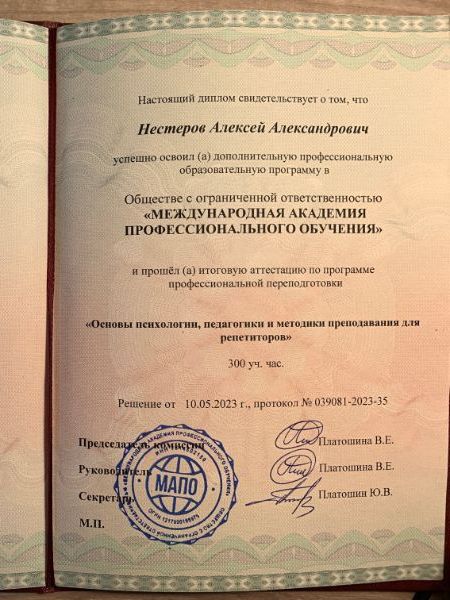 Настоящий диплом свидетельствует о том, что
Нестеров Алексей Александрович
успешно освоил (а) дополнительную профессиональную
образовательную программу в
Обществе с ограниченной ответственностью
«МЕЖДУНАРОДНАЯ АКАДЕМИЯ
ПРОФЕССИОНАЛЬНОГО ОБУЧЕНИЯ»
и прошёл (а) итоговую аттестацию по программе
профессиональной переподготовки
«Основы психологии, педагогики и методики преподавания для
репетиторов»
300 уч. час.
Решение от 10.05.2023 г., протокол № 039081-2023-35
Председатель комиссии Платошина В.Е.
Руководитель Платошина В.Е.
Секретарь Платошин Ю.В.
М.П.
МАПО